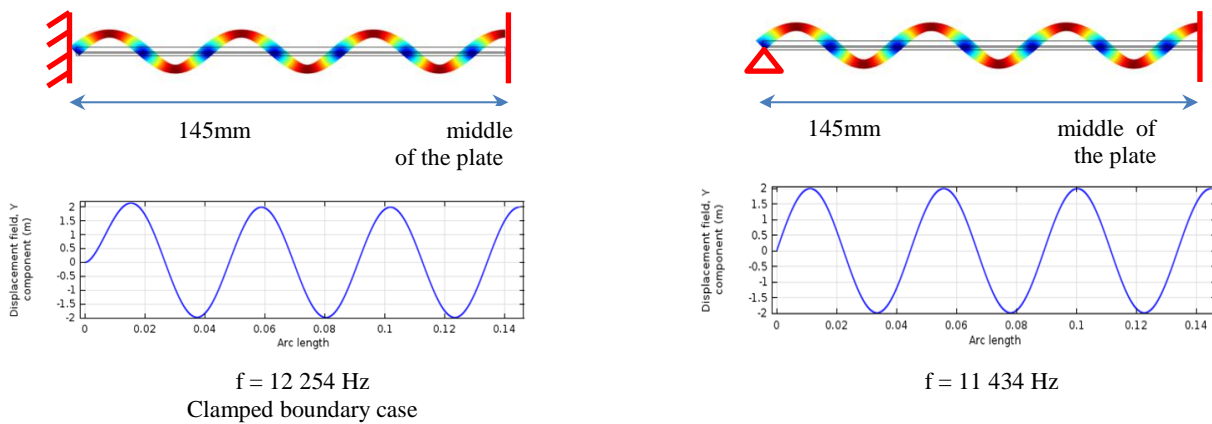 145mm
middle
of the plate
145mm
middle of
the plate
Displacement field, Y
component (m)
2
1.5
1
0.5
0
-0.5
-1
-1.5
-2
0
0.02
0.04
0.06
0.08
0.1
0.12
0.14
Arc length
Displacement field, Y
component (m)
2
1.5
1
0.5
0
-0.5
-1
-1.5
-2
0
0.02
0.04
0.06
0.08
0.1
0.12
0.14
Arc length
f = 12 254 Hz
Clamped boundary case
f = 11 434 Hz